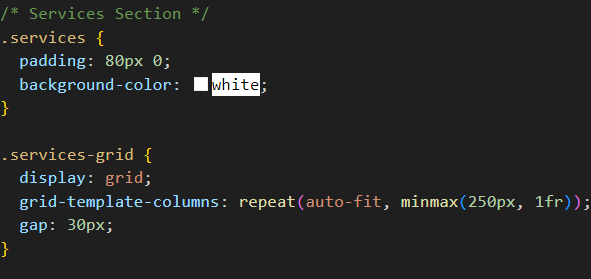 /* Services Section */
.services {
  padding: 80px 0;
  background-color: white;
}

.services-grid {
  display: grid;
  grid-template-columns: repeat(auto-fit, minmax(250px, 1fr));
  gap: 30px;
}